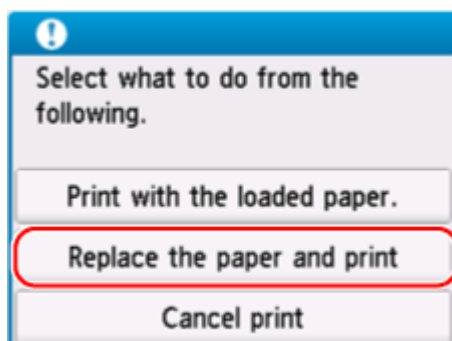 Select what to do from the
following.
Print with the loaded paper.
Replace the paper and print
Cancel print